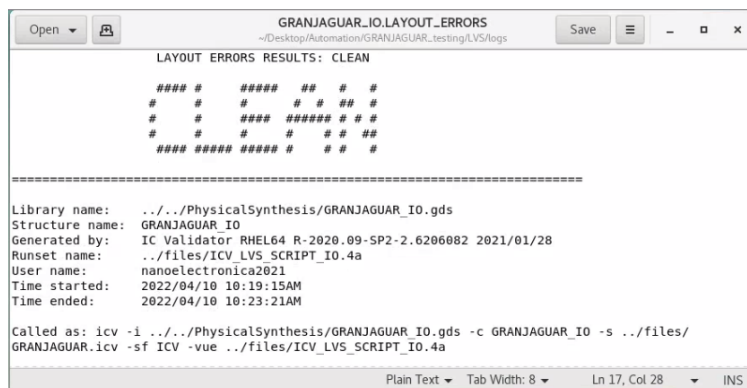 Open
GRANJAGUAR_IO.LAYOUT_ERRORS
~/Desktop/Automation/GRANJAGUAR_testing/LVS/logs
Save
LAYOUT ERRORS RESULTS: CLEAN
#### #     #####   ##   #   #
#     #     #      #  #  ##  #
#     #     ####  ###### # # #
#     #     #     #    # #  ##
#### ##### ##### #    # #   #
===========================================================================
Library name:    ../../PhysicalSynthesis/GRANJAGUAR_IO.gds
Structure name:  GRANJAGUAR_IO
Generated by:    IC Validator RHEL64 R-2020.09-SP2-2.6206082 2021/01/28
Runset name:     ../files/ICV_LVS_SCRIPT_IO.4a
User name:       nanoelectronica2021
Time started:    2022/04/10 10:19:15AM
Time ended:      2022/04/10 10:23:21AM
Called as: icv -i ../../PhysicalSynthesis/GRANJAGUAR_IO.gds -c GRANJAGUAR_IO -s ../files/
GRANJAGUAR.icv -sf ICV -vue ../files/ICV_LVS_SCRIPT_IO.4a
Plain Text Tab Width: 8 Ln 17, Col 28 INS